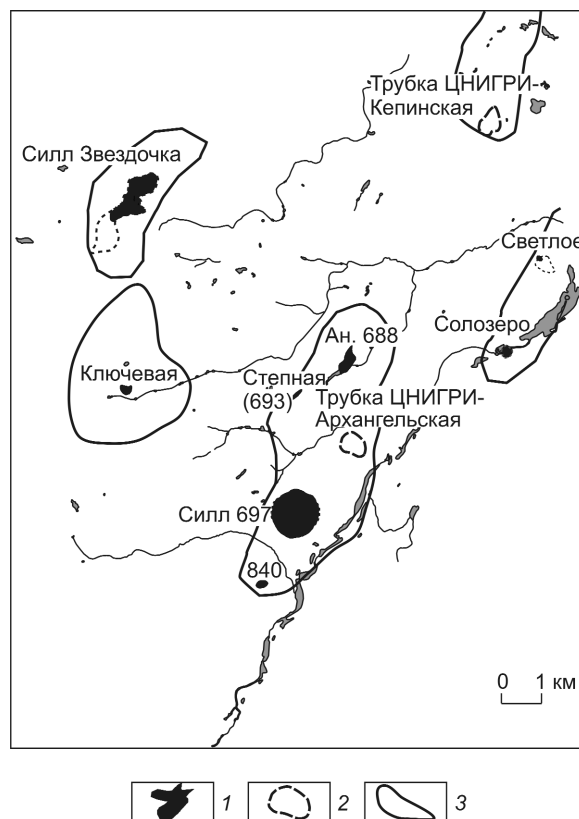 Трубка ЦНИГРИ-
Кепинская
Силл Звездочка
Светлое
Солозеро
Ан. 688
Ключевая
Степная
(693)
Трубка ЦНИГРИ-
Архангельская
Силл 697
840
0 1 км
1 2 3